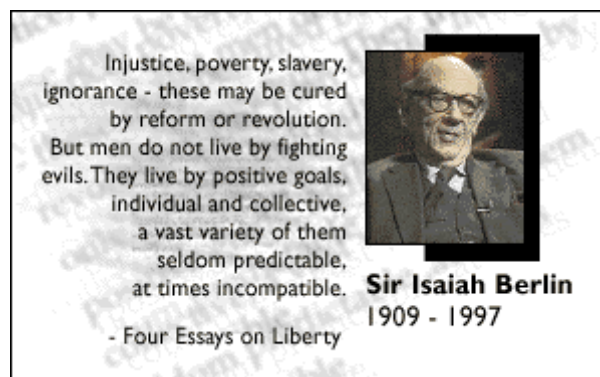 Injustice, poverty, slavery,
ignorance - these may be cured
by reform or revolution.
But men do not live by fighting
evils. They live by positive goals,
individual and collective,
a vast variety of them
seldom predictable,
at times incompatible.
- Four Essays on Liberty
Sir Isaiah Berlin
1909 - 1997